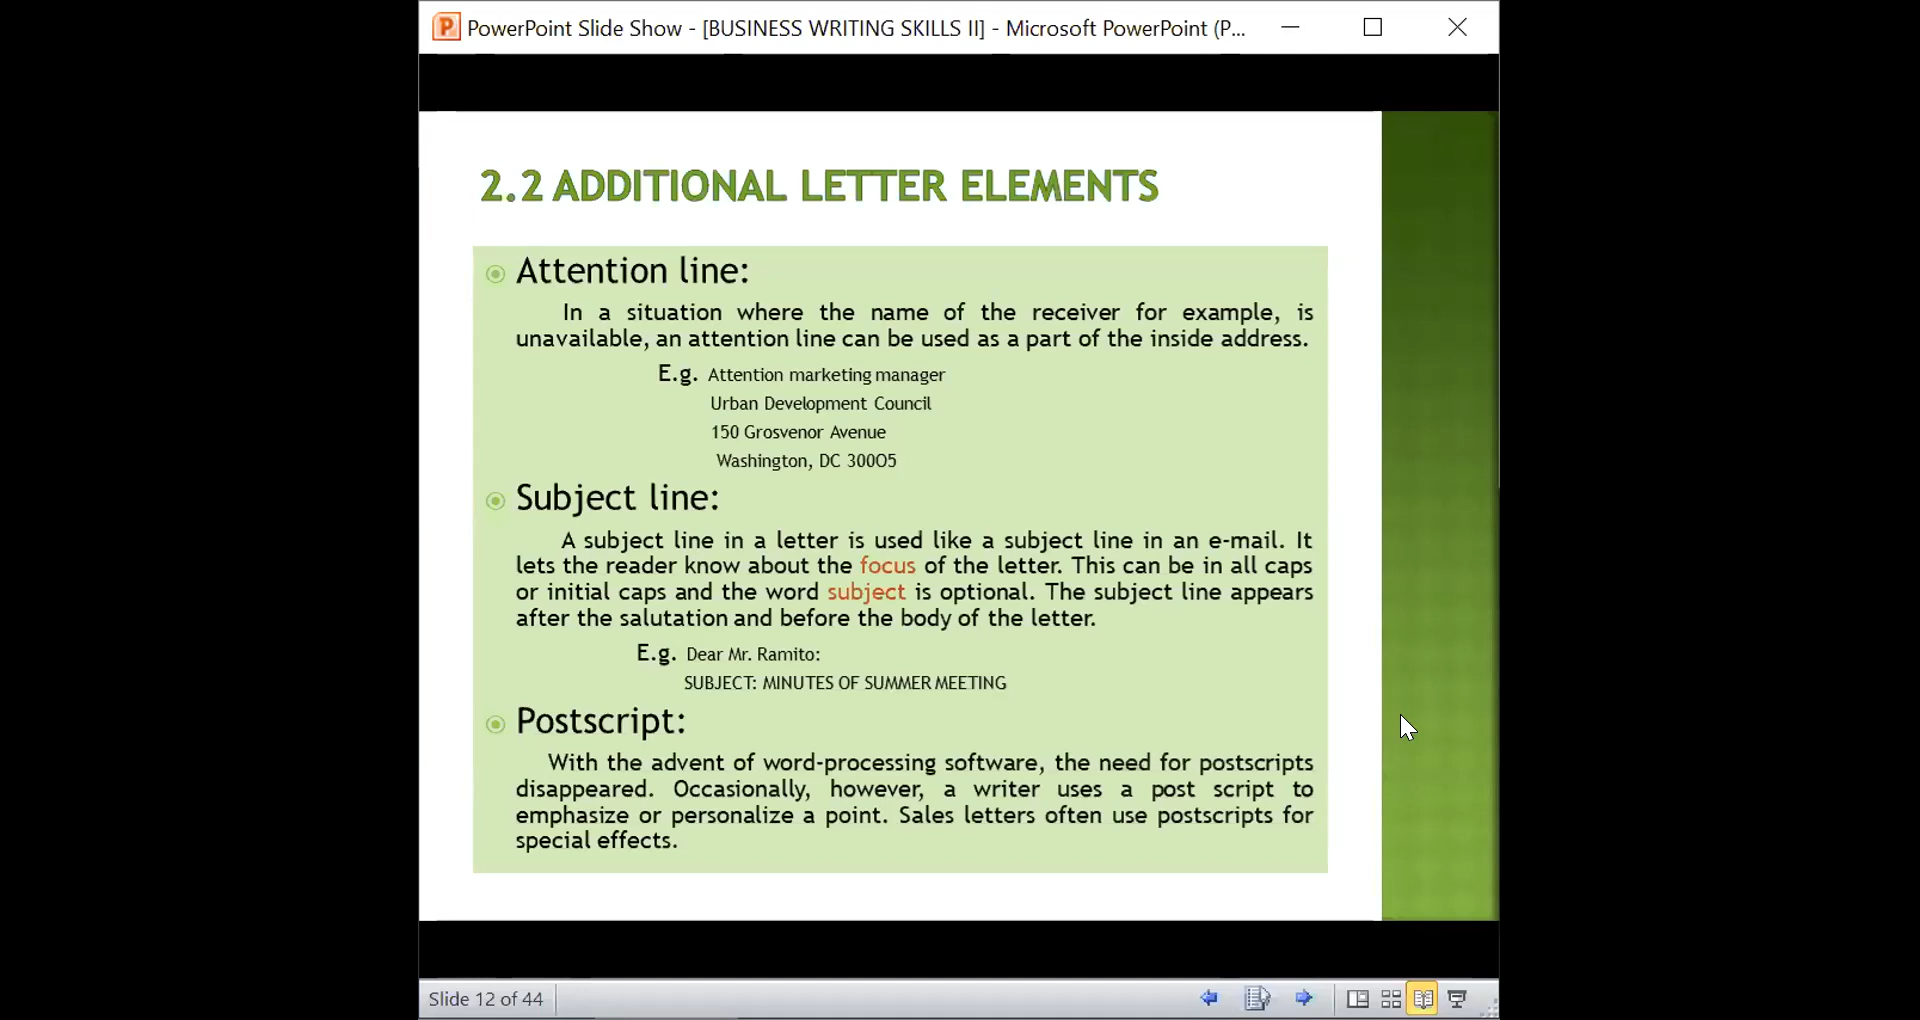 PowerPoint Slide Show - [BUSINESS WRITING SKILLS II] - Microsoft PowerPoint (P...
2.2 ADDITIONAL LETTER ELEMENTS
Attention line:
In a situation where the name of the receiver for example, is
unavailable, an attention line can be used as a part of the inside address.
E.g. Attention marketing manager
Urban Development Council
150 Grosvenor Avenue
Washington, DC 300O5
Subject line:
A subject line in a letter is used like a subject line in an e-mail. It
lets the reader know about the focus of the letter. This can be in all caps
or initial caps and the word subject is optional. The subject line appears
after the salutation and before the body of the letter.
E.g. Dear Mr. Ramito:
SUBJECT: MINUTES OF SUMMER MEETING
Postscript:
With the advent of word-processing software, the need for postscripts
disappeared. Occasionally, however, a writer uses a post script to
emphasize or personalize a point. Sales letters often use postscripts for
special effects.
Slide 12 of 44